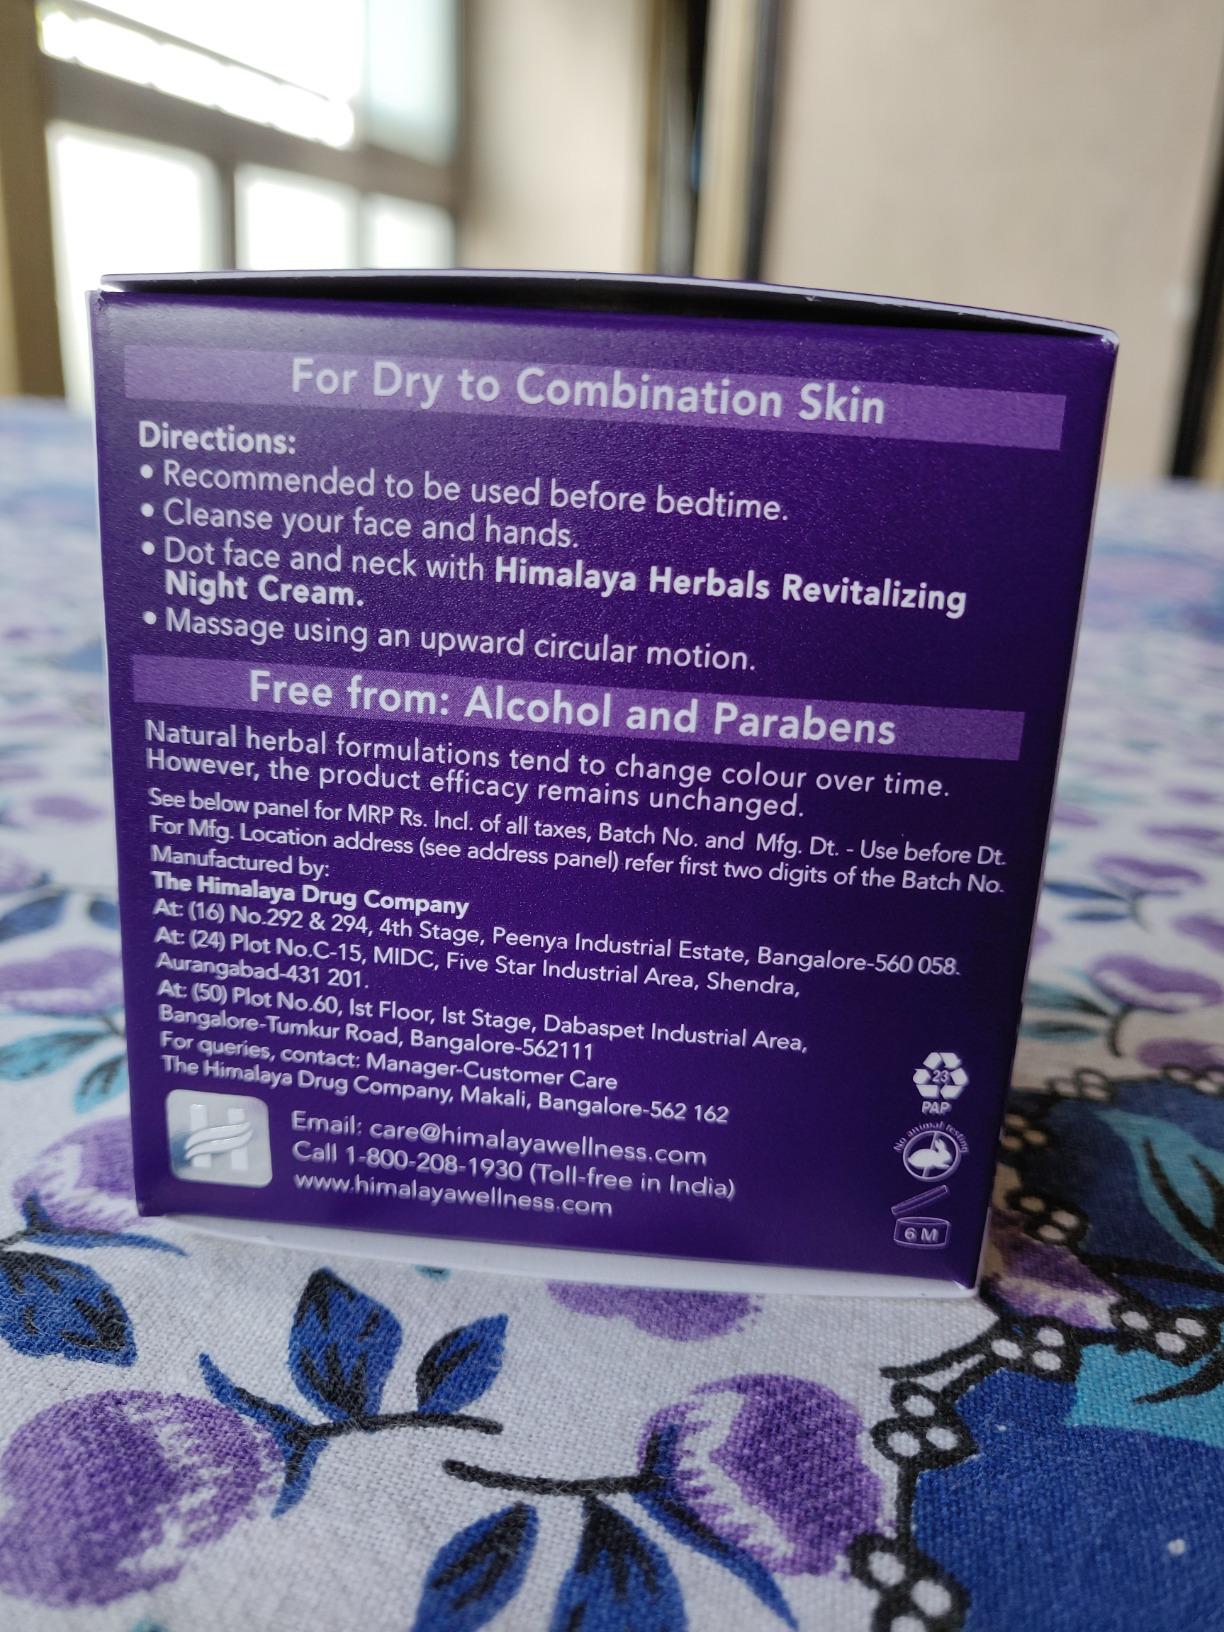 For Dry to Combination Skin
Directions:
• Recommended to be used before bedtime.
• Cleanse your face and hands.
• Dot face and neck with Himalaya Herbals Revitalizing
Night Cream.
• Massage using an upward circular motion.
Free from: Alcohol and Parabens
Natural herbal formulations tend to change colour over time.
However, the product efficacy remains unchanged.
See below panel for MRP Rs. Incl. of all taxes, Batch No. and Mfg. Dt. - Use before Dt.
For Mfg. Location address (see address panel) refer first two digits of the Batch No.
Manufactured by:
The Himalaya Drug Company
At: (16) No.292 & 294, 4th Stage, Peenya Industrial Estate, Bangalore-560 058.
At: (24) Plot No.C-15, MIDC, Five Star Industrial Area, Shendra,
Aurangabad-431 201.
At: (50) Plot No.60, Ist Floor, Ist Stage, Dabaspet Industrial Area,
Bangalore-Tumkur Road, Bangalore-562111
For queries, contact: Manager-Customer Care
The Himalaya Drug Company, Makali, Bangalore-562 162
H
Email: care@himalayawellness.com
Call 1-800-208-1930 (Toll-free in India)
www.himalayawellness.com
23
PAP
No animal testing
6 M